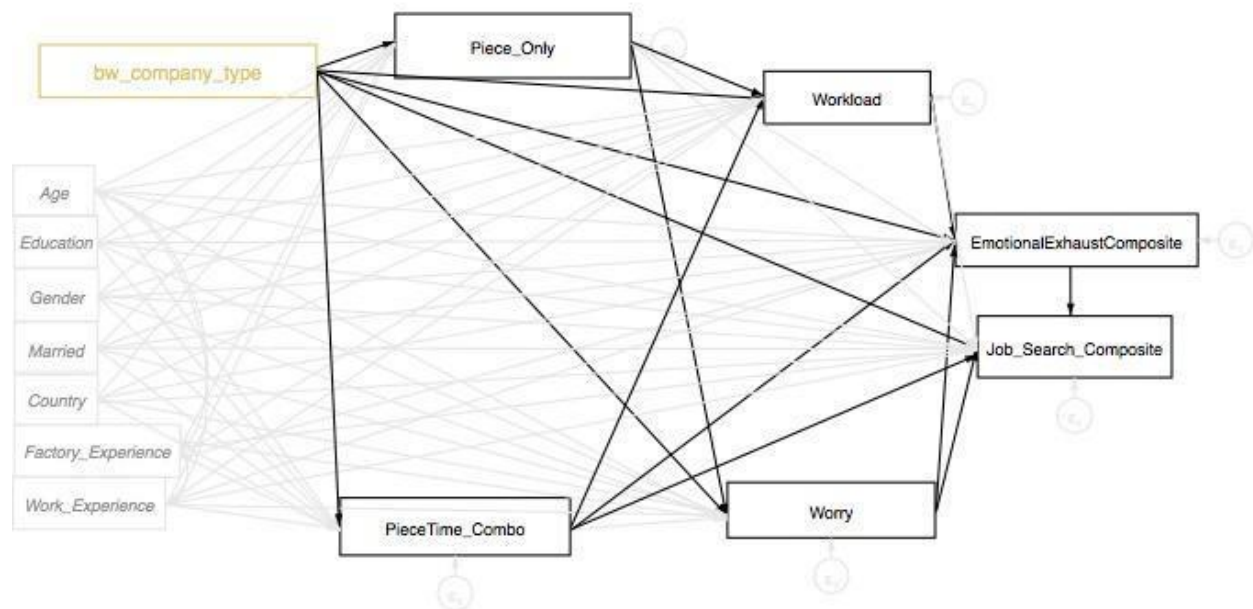 Piece_Only
bw_company_type
Workload
Age
Education
EmotionalExhaustComposite
Gender
Married
Job_Search_Composite
Country
Factory_Experience
Work_Experience
PieceTime_Combo
Worry